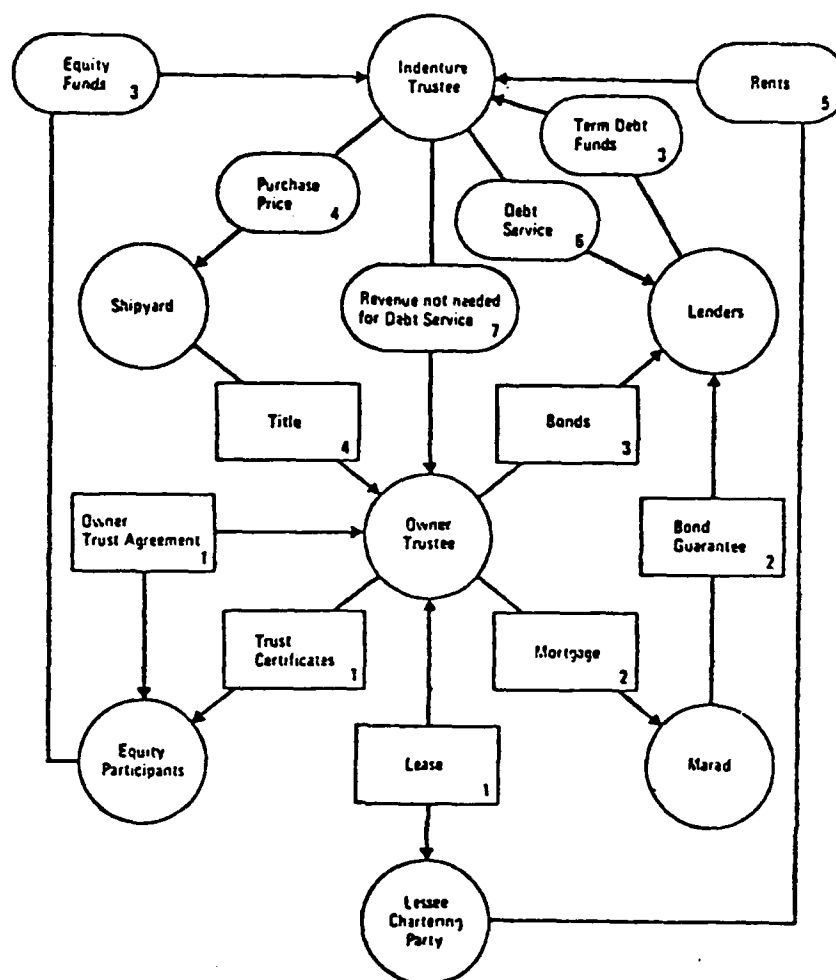 Equity
Funds
3
Indenture
Trustee
Rents
5
Term Debt
Funds
3
Purchase
Price
4
Debt
Service
6
Shipyard
Revenue not needed
for Debt Service
7
Lenders
Title
4
Bonds
3
Owner
Trust Agreement
1
Owner
Trustee
Bond
Guarantee
2
Trust
Certificates
1
Mortgage
2
Equity
Participants
Lease
1
Marad
Lessee
Chartering
Party